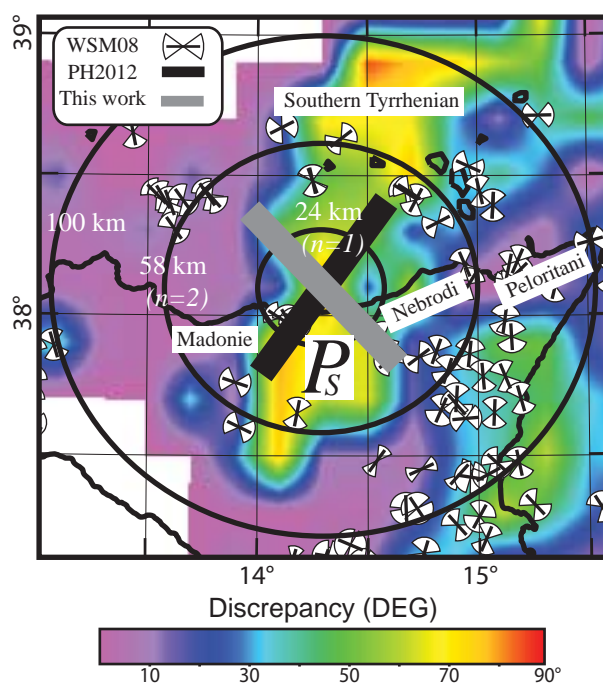 39°
WSM08
PH2012
This work
Southern Tyrrhenian
100 km
24 km
(n=1)
58 km
(n=2)
38°
Madonie
Nebrodi
Peloritani
PS
14°
15°
Discrepancy (DEG)
10 30 50 70 90°